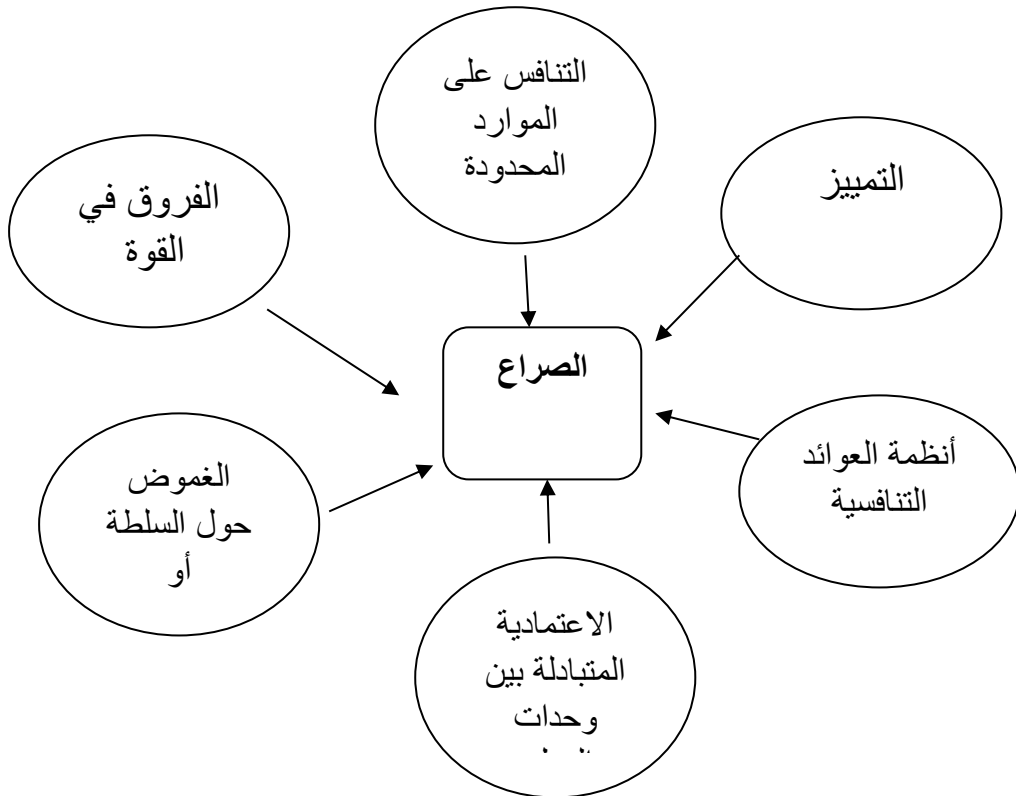 التنافس على
الموارد
المحدودة
التمييز
الفروق في
القوة
الصراع
أنظمة العوائد
التنافسية
الغموض
حول السلطة
أو
الاعتمادية
المتبادلة بين
وحدات